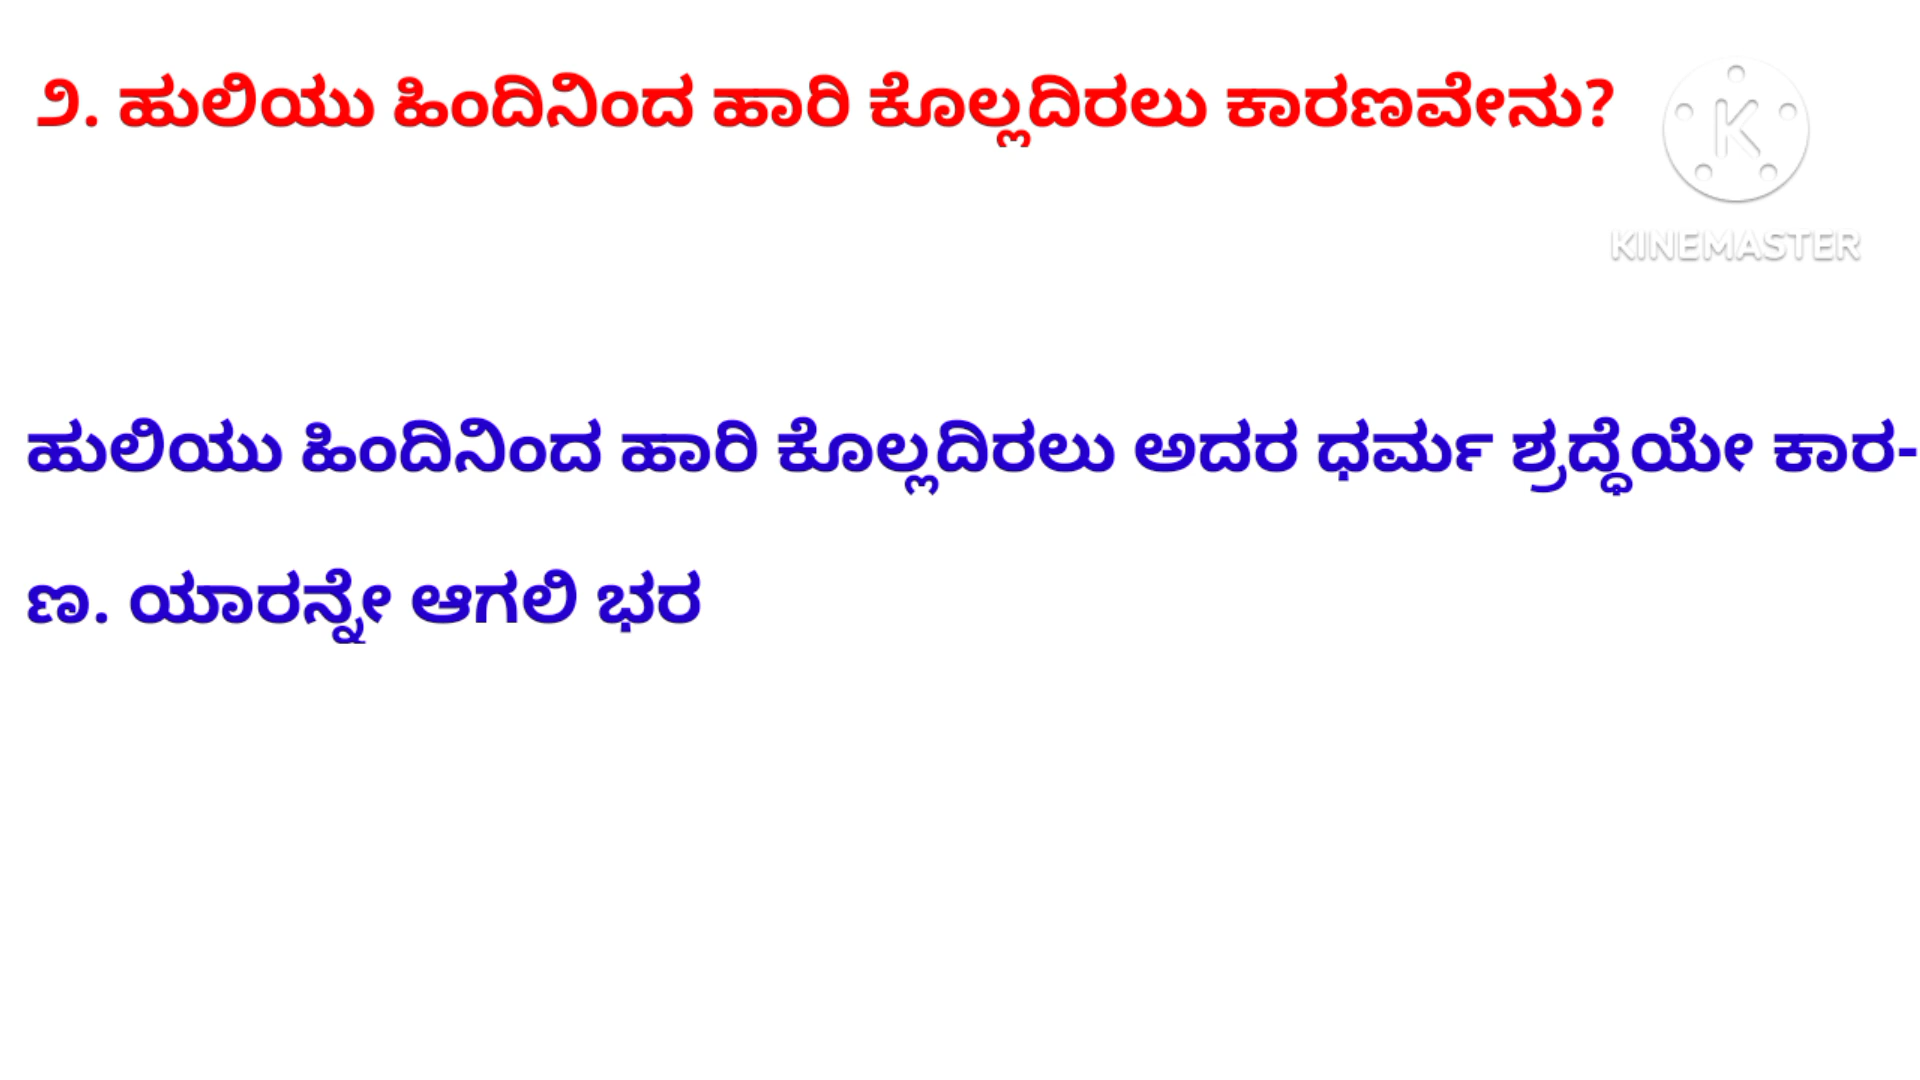 ೨. ಹುಲಿಯು ಹಿಂದಿನಿಂದ ಹಾರಿ ಕೊಲ್ಲದಿರಲು ಕಾರಣವೇನು?
KINEMASTER
ಹುಲಿಯು ಹಿಂದಿನಿಂದ ಹಾರಿ ಕೊಲ್ಲದಿರಲು ಅದರ ಧರ್ಮ ಶ್ರದ್ಧೆಯೇ ಕಾರ-
ಣ. ಯಾರನ್ನೇ ಆಗಲಿ ಭರ